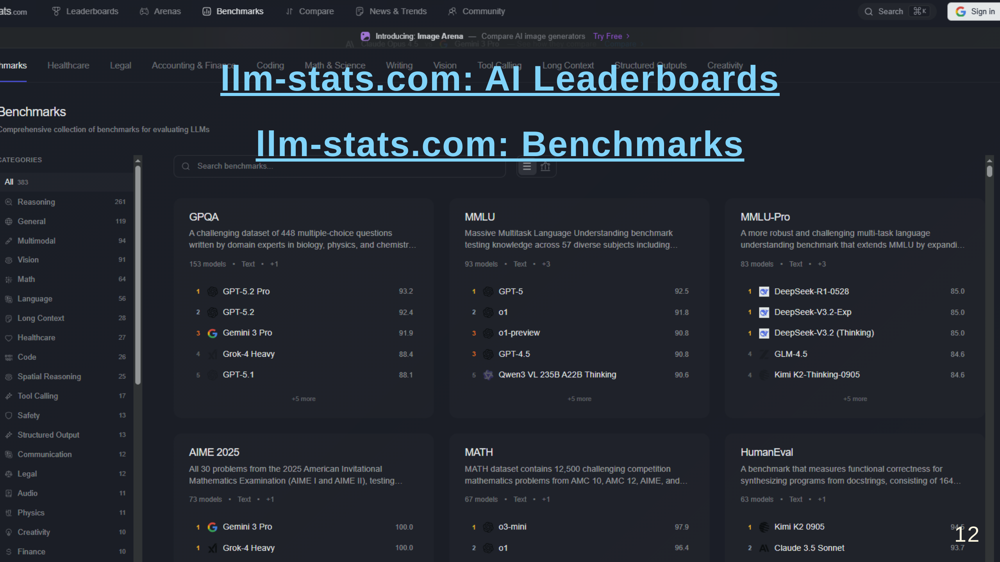 ats.com Leaderboards Arenas Benchmarks Compare News & Trends Community Search ⌘K Sign in
Introducing: Image Arena — Compare AI image generators Try Free >
Claude Opus 4.5 vs Gemini 3 Pro — See how they compare Compare >
hmarks Healthcare Legal Accounting & Finance Coding Math & Science Writing Vision Tool Calling Long Context Structured Outputs Creativity
llm-stats.com: AI Leaderboards
Benchmarks
Comprehensive collection of benchmarks for evaluating LLMs
llm-stats.com: Benchmarks
CATEGORIES
Search benchmarks...
All 383
Reasoning 261
General 119
Multimodal 94
Vision 91
Math 64
Language 56
Long Context 28
Healthcare 27
Code 26
Spatial Reasoning 25
Tool Calling 17
Safety 13
Structured Output 13
Communication 12
Legal 12
Audio 11
Physics 11
Creativity 10
Finance 10
GPQA
A challenging dataset of 448 multiple-choice questions
written by domain experts in biology, physics, and chemistr...
153 models • Text • +1
1 GPT-5.2 Pro 93.2
2 GPT-5.2 92.4
3 Gemini 3 Pro 91.9
4 Grok-4 Heavy 88.4
5 GPT-5.1 88.1
+5 more
MMLU
Massive Multitask Language Understanding benchmark
testing knowledge across 57 diverse subjects including...
93 models • Text • +3
1 GPT-5 92.5
2 o1 91.8
3 o1-preview 90.8
3 GPT-4.5 90.8
5 Qwen3 VL 235B A22B Thinking 90.6
+5 more
MMLU-Pro
A more robust and challenging multi-task language
understanding benchmark that extends MMLU by expandi...
83 models • Text • +3
1 DeepSeek-R1-0528 85.0
1 DeepSeek-V3.2-Exp 85.0
1 DeepSeek-V3.2 (Thinking) 85.0
4 GLM-4.5 84.6
4 Kimi K2-Thinking-0905 84.6
+5 more
AIME 2025
All 30 problems from the 2025 American Invitational
Mathematics Examination (AIME I and AIME II), testing...
73 models • Text • +1
1 Gemini 3 Pro 100.0
1 Grok-4 Heavy 100.0
MATH
MATH dataset contains 12,500 challenging competition
mathematics problems from AMC 10, AMC 12, AIME, and...
67 models • Text • +1
1 o3-mini 97.9
2 o1 96.4
HumanEval
A benchmark that measures functional correctness for
synthesizing programs from docstrings, consisting of 164...
63 models • Text • +1
1 Kimi K2 0905 94.5
2 Claude 3.5 Sonnet 93.7
12